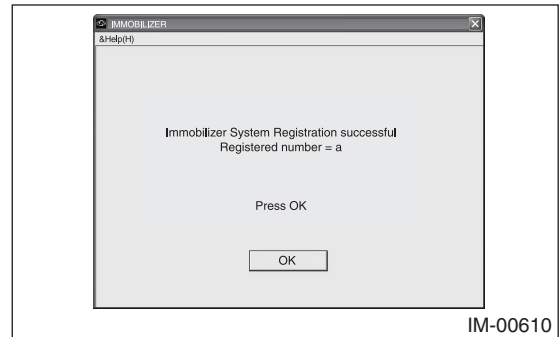 IMMOBILIZER
&Help(H)
Immobilizer System Registration successful
Registered number = a
Press OK
OK
IM-00610